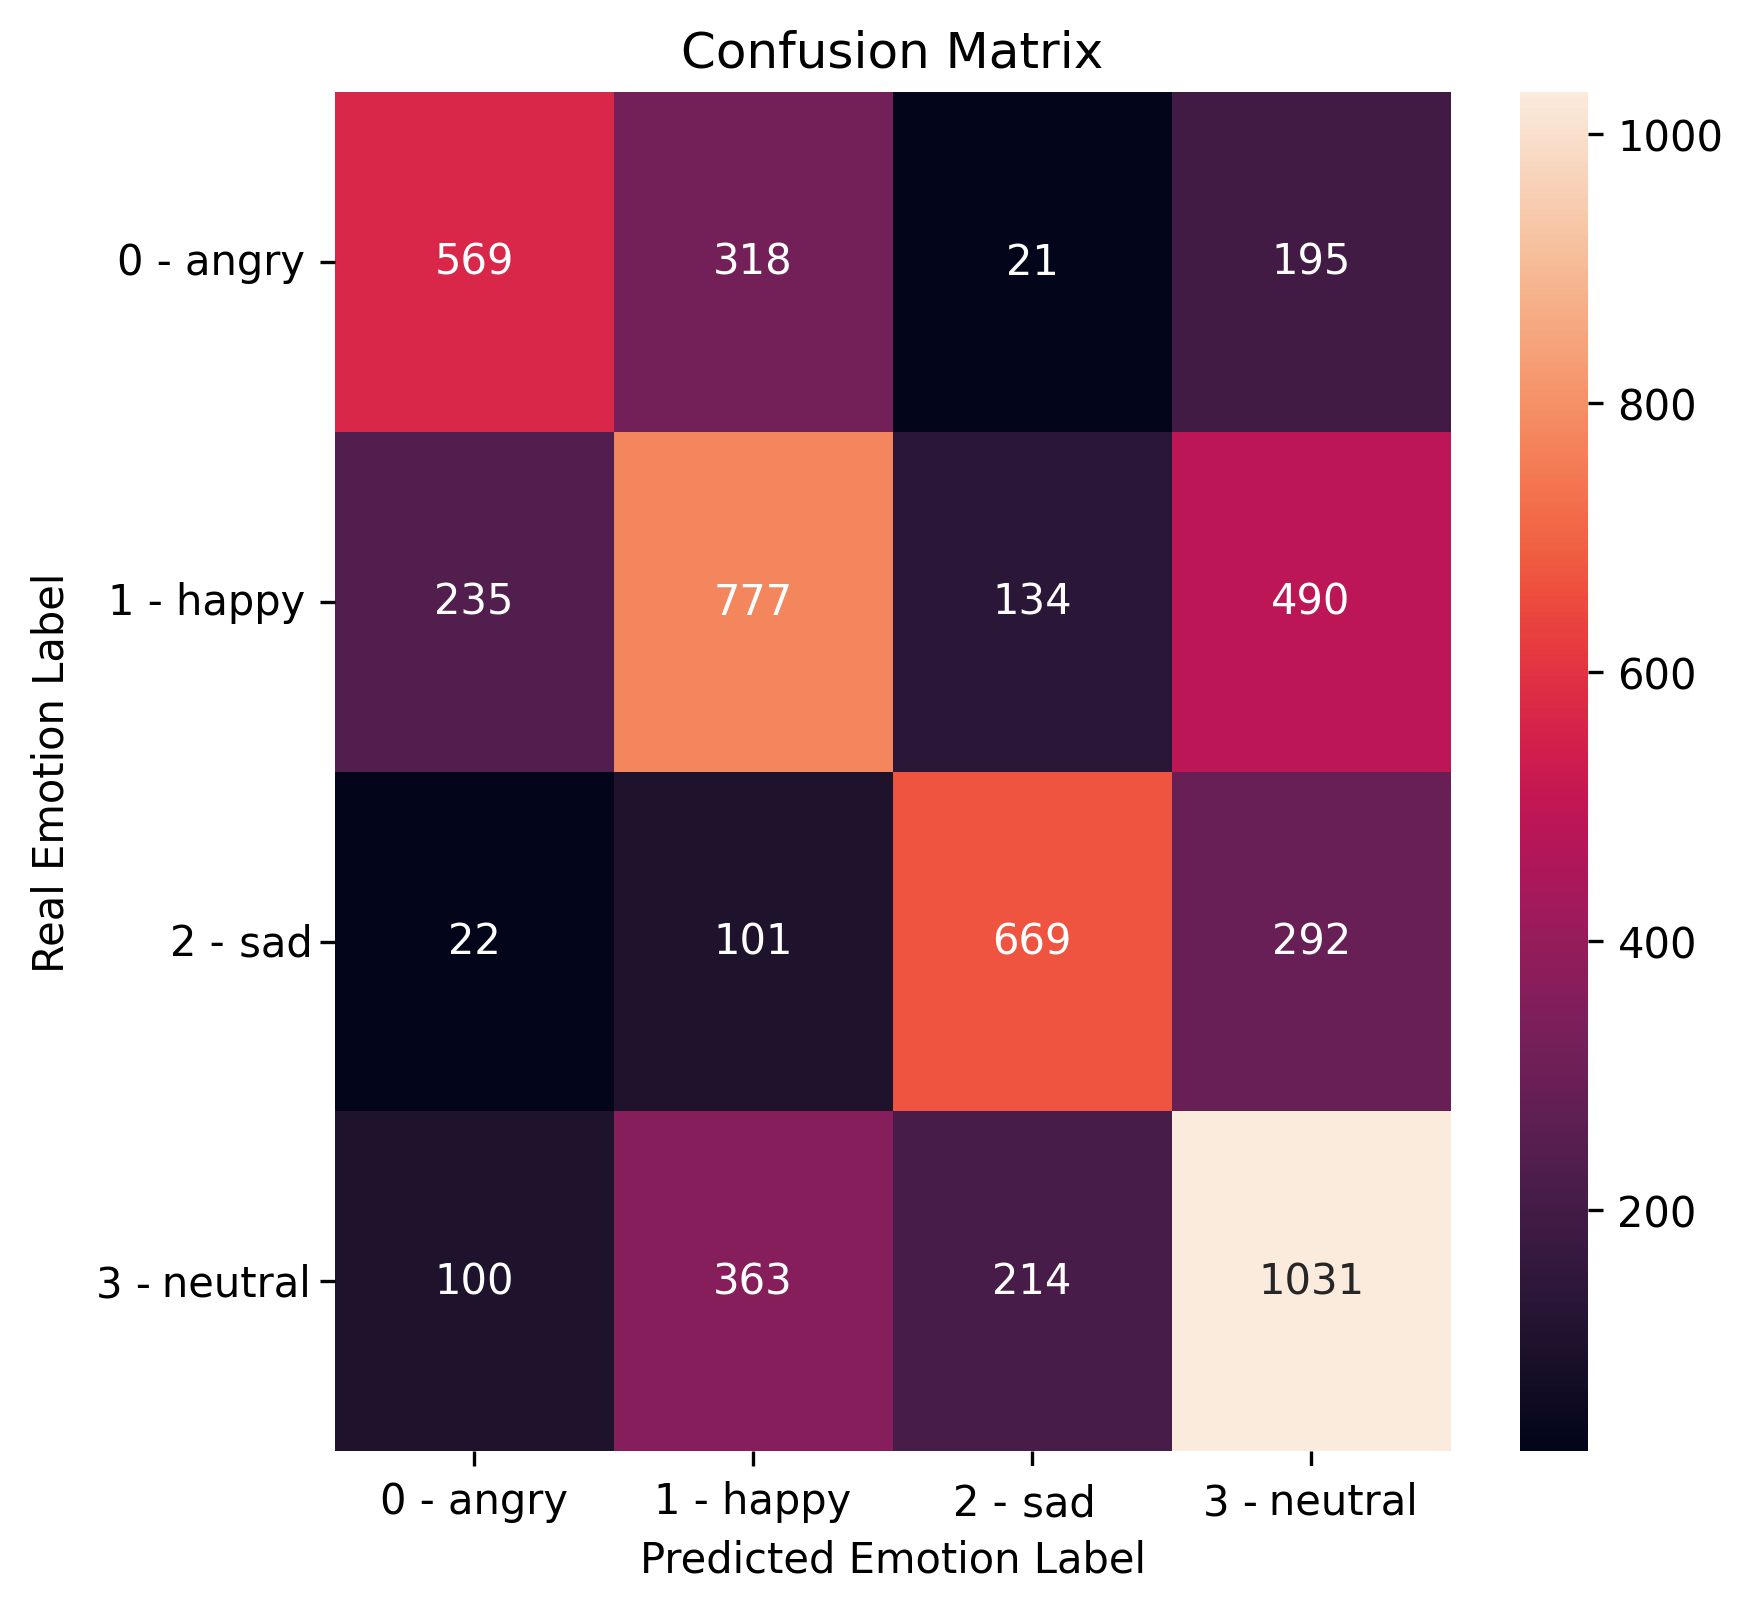 Confusion Matrix
0 - angry 569 318 21 195
1 - happy 235 777 134 490
2 - sad 22 101 669 292
3 - neutral 100 363 214 1031
0 - angry 1 - happy 2 - sad 3 - neutral
Predicted Emotion Label
Real Emotion Label
1000
800
600
400
200